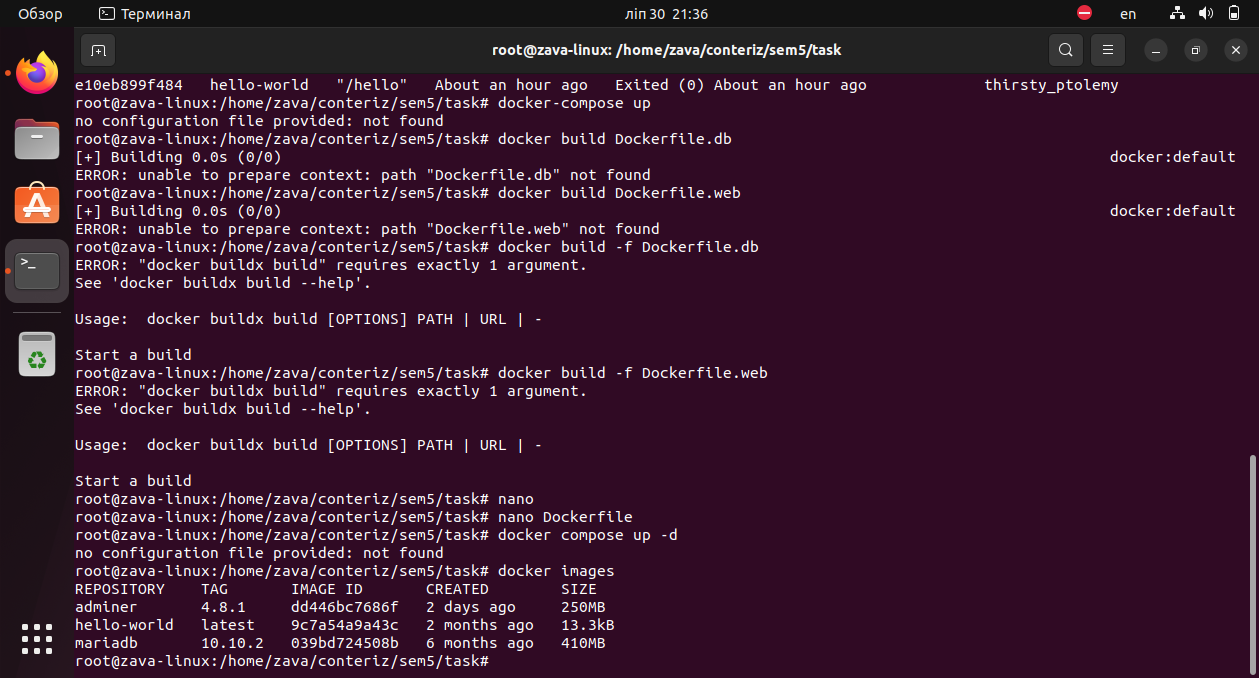 Обзор Терминал ліп 30 21:36 en
root@zava-linux: /home/zava/conteriz/sem5/task
e10eb899f484 hello-world "/hello" About an hour ago Exited (0) About an hour ago thirsty_ptolemy
root@zava-linux:/home/zava/conteriz/sem5/task# docker-compose up
no configuration file provided: not found
root@zava-linux:/home/zava/conteriz/sem5/task# docker build Dockerfile.db
[+] Building 0.0s (0/0) docker:default
ERROR: unable to prepare context: path "Dockerfile.db" not found
root@zava-linux:/home/zava/conteriz/sem5/task# docker build Dockerfile.web
[+] Building 0.0s (0/0) docker:default
ERROR: unable to prepare context: path "Dockerfile.web" not found
root@zava-linux:/home/zava/conteriz/sem5/task# docker build -f Dockerfile.db
ERROR: "docker buildx build" requires exactly 1 argument.
See 'docker buildx build --help'.
Usage:  docker buildx build [OPTIONS] PATH | URL | -
Start a build
root@zava-linux:/home/zava/conteriz/sem5/task# docker build -f Dockerfile.web
ERROR: "docker buildx build" requires exactly 1 argument.
See 'docker buildx build --help'.
Usage:  docker buildx build [OPTIONS] PATH | URL | -
Start a build
root@zava-linux:/home/zava/conteriz/sem5/task# nano
root@zava-linux:/home/zava/conteriz/sem5/task# nano Dockerfile
root@zava-linux:/home/zava/conteriz/sem5/task# docker compose up -d
no configuration file provided: not found
root@zava-linux:/home/zava/conteriz/sem5/task# docker images
REPOSITORY TAG IMAGE ID CREATED SIZE
adminer 4.8.1 dd446bc7686f 2 days ago 250MB
hello-world latest 9c7a54a9a43c 2 months ago 13.3kB
mariadb 10.10.2 039bd724508b 6 months ago 410MB
root@zava-linux:/home/zava/conteriz/sem5/task#